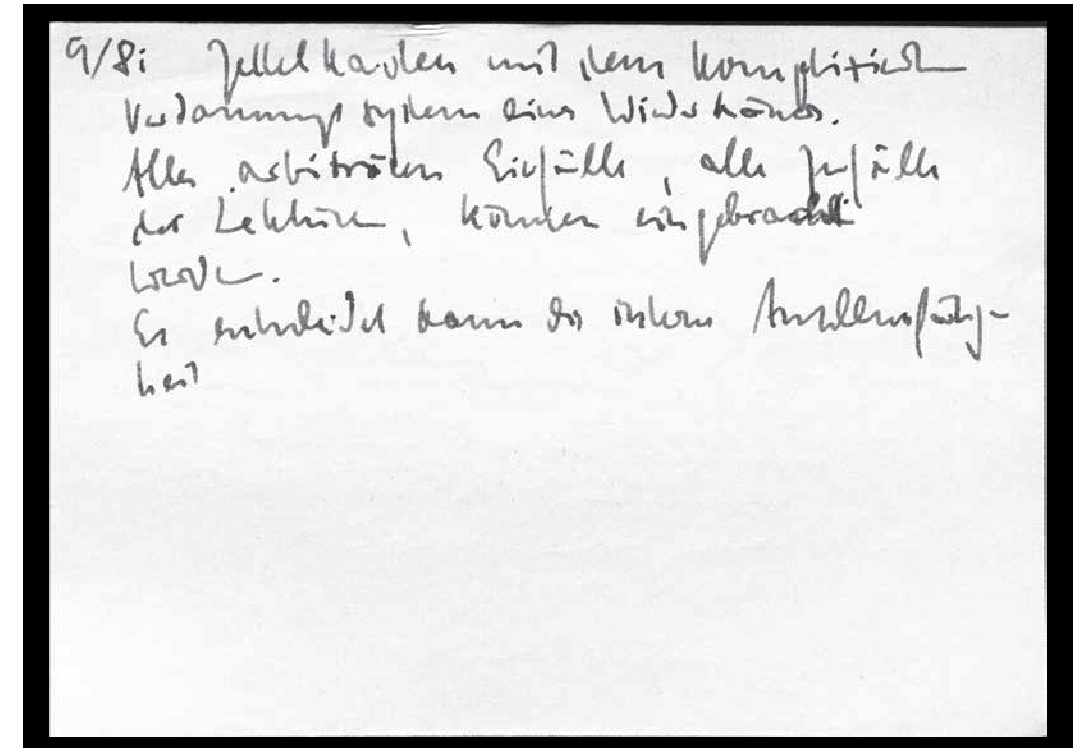 9/8i Zettelkasten mit dem komplizierten
Verdauungssystem eines Wiederkäuers.
Alle arbiträren Einfälle, alle Zufälle
der Lektüren, können eingebracht
werden.
Es entscheidet dann die interne Anschlussfähig-
keit